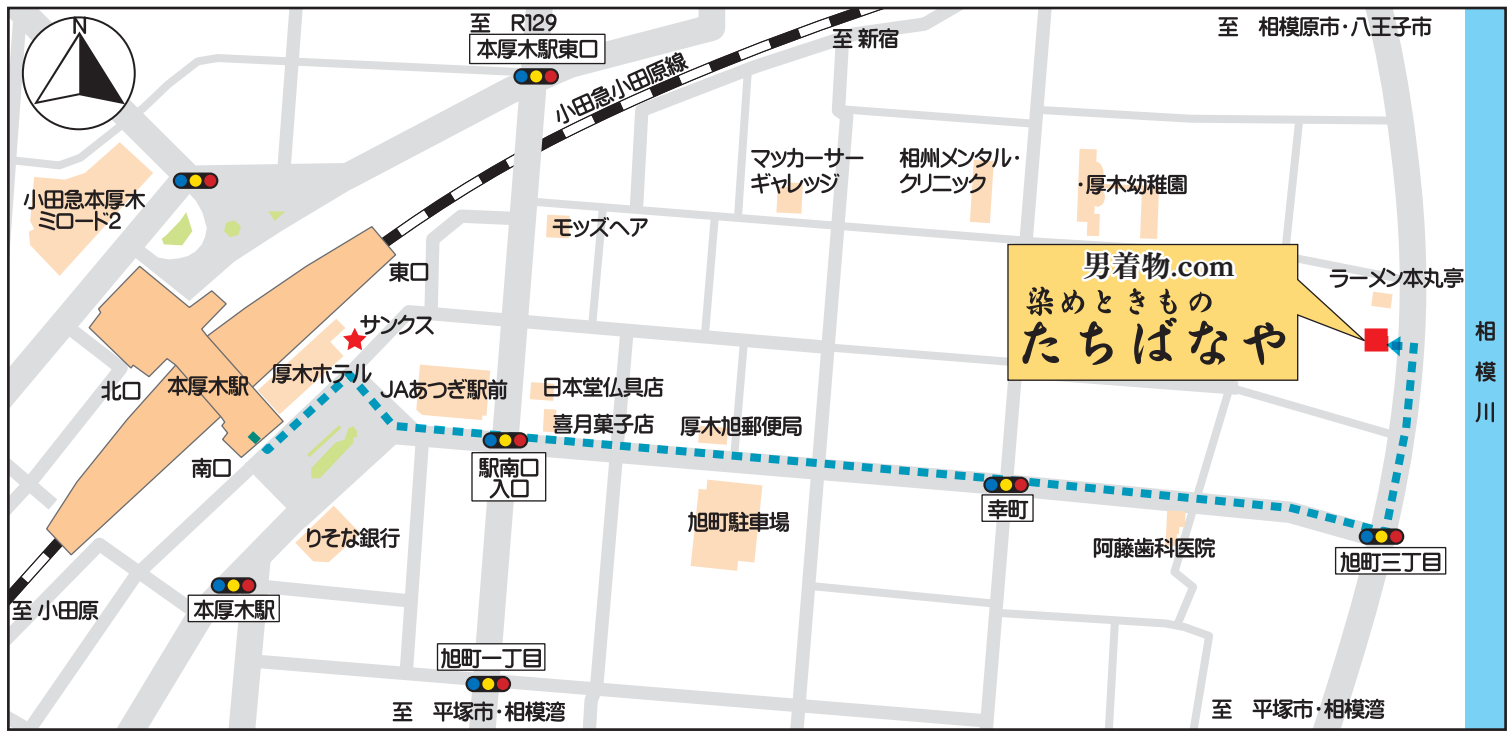 N
至 R129
本厚木駅東口
至 新宿
至 相模原市・八王子市
小田急小田原線
小田急本厚木
ミロード2
マッカーサー
ギャレッジ
相州メンタル・
クリニック
・厚木幼稚園
モッズヘア
東口
男着物.com
染めときもの
たちばなや
ラーメン本丸亭
サンクス
相模川
北口
本厚木駅
厚木ホテル
JAあつぎ駅前
日本堂仏具店
喜月菓子店
厚木旭郵便局
南口
駅南口
入口
幸町
旭町駐車場
りそな銀行
阿藤歯科医院
旭町三丁目
至 小田原
本厚木駅
旭町一丁目
至 平塚市・相模湾
至 平塚市・相模湾